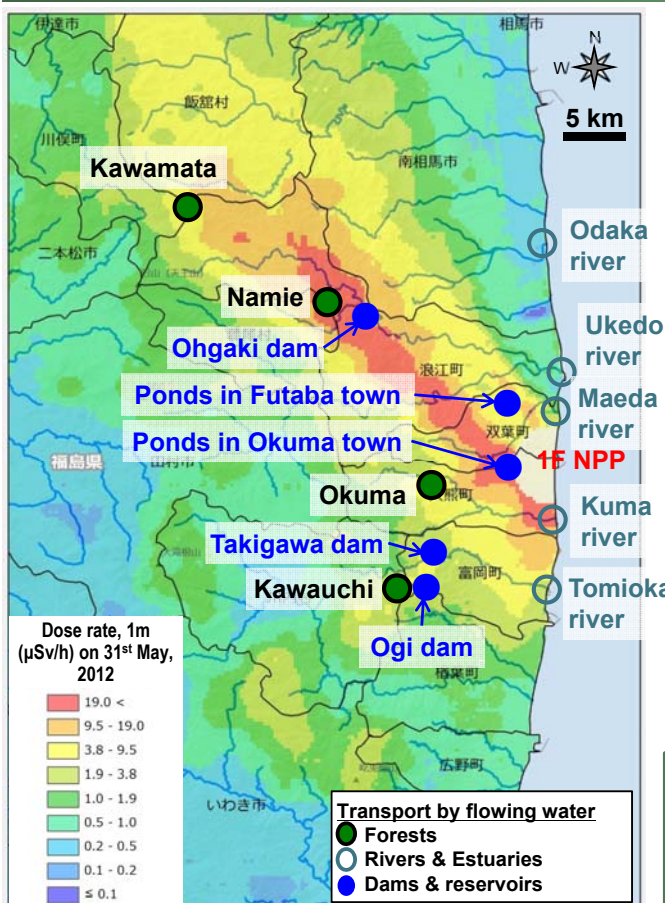 伊達市
相馬市
N
W
飯舘村
5 km
川俣町
Kawamata
南相馬市
二本松市
Odaka
river
Namie
Ohgaki dam
Ukedo
river
浪江町
Ponds in Futaba town
Maeda
river
双葉町
Ponds in Okuma town
福島県
田村市
1F NPP
Okuma
大熊町
Kuma
river
Takigawa dam
富岡町
Kawauchi
Tomioka
river
Ogi dam
楢葉町
広野町
いわき市
Dose rate, 1m
(μSv/h) on 31st May,
2012
19.0 <
9.5 - 19.0
3.8 - 9.5
1.9 - 3.8
1.0 - 1.9
0.5 - 1.0
0.2 - 0.5
0.1 - 0.2
≤ 0.1
Transport by flowing water
Forests
Rivers & Estuaries
Dams & reservoirs